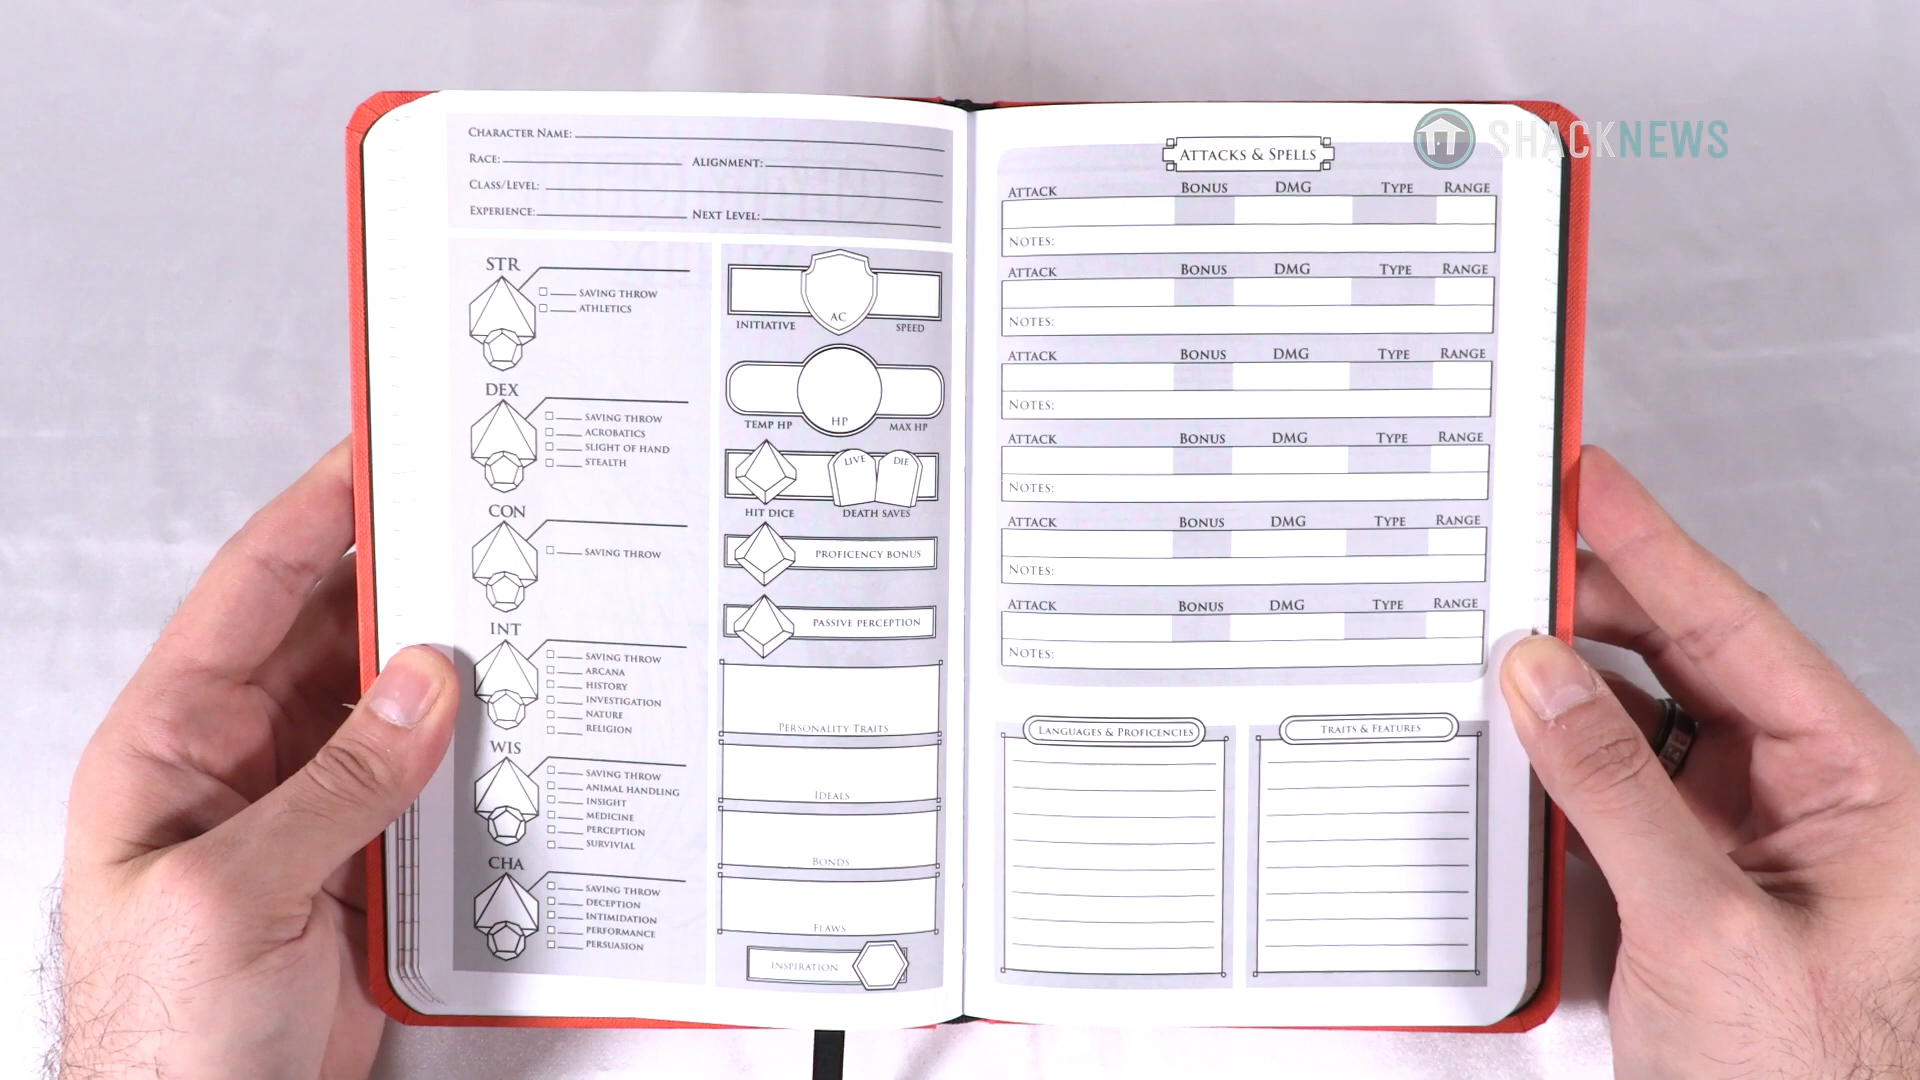 SHACKNEWS
CHARACTER NAME:
RACE: ALIGNMENT:
CLASS/LEVEL:
EXPERIENCE: NEXT LEVEL:
STR
SAVING THROW
ATHLETICS
DEX
SAVING THROW
ACROBATICS
SLIGHT OF HAND
STEALTH
CON
SAVING THROW
INT
SAVING THROW
ARCANA
HISTORY
INVESTIGATION
NATURE
RELIGION
WIS
SAVING THROW
ANIMAL HANDLING
INSIGHT
MEDICINE
PERCEPTION
SURVIVIAL
CHA
SAVING THROW
DECEPTION
INTIMIDATION
PERFORMANCE
PERSUASION
AC
INITIATIVE SPEED
HP
TEMP HP MAX HP
LIVE DIE
HIT DICE DEATH SAVES
PROFICENCY BONUS
PASSIVE PERCEPTION
PERSONALITY TRAITS
IDEALS
BONDS
FLAWS
INSPIRATION
ATTACKS & SPELLS
ATTACK BONUS DMG TYPE RANGE
NOTES:
ATTACK BONUS DMG TYPE RANGE
NOTES:
ATTACK BONUS DMG TYPE RANGE
NOTES:
ATTACK BONUS DMG TYPE RANGE
NOTES:
ATTACK BONUS DMG TYPE RANGE
NOTES:
ATTACK BONUS DMG TYPE RANGE
NOTES:
LANGUAGES & PROFICIENCIES
TRAITS & FEATURES